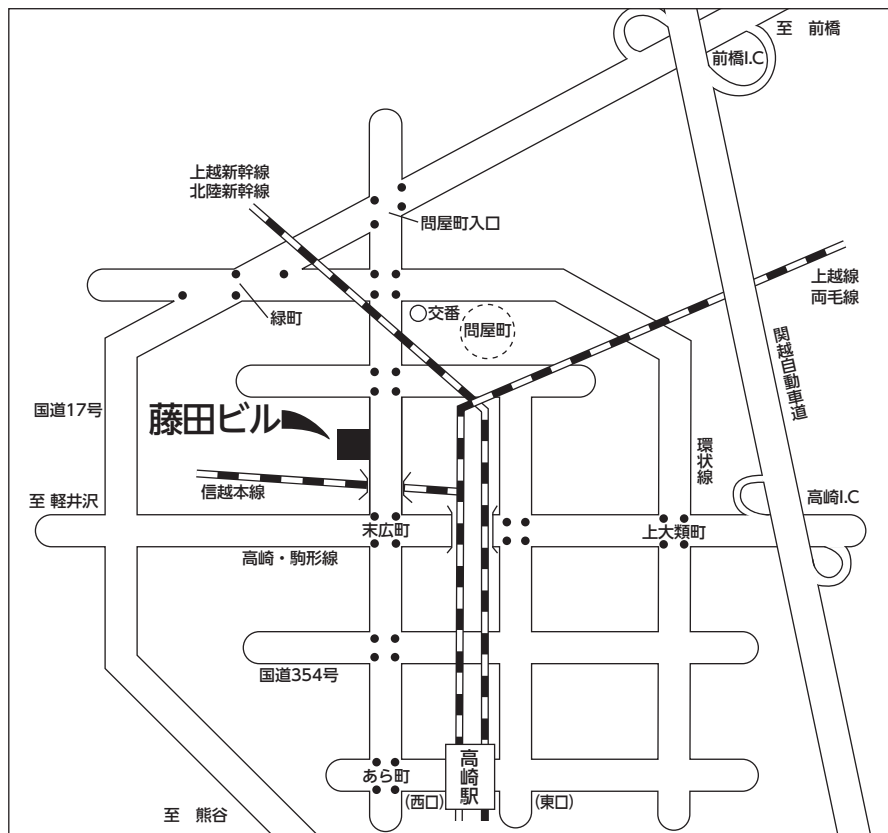 至 前橋
前橋I.C
上越新幹線
北陸新幹線
問屋町入口
上越線
両毛線
緑町
交番
問屋町
関越自動車道
国道17号
藤田ビル
環状線
信越本線
至 軽井沢
高崎I.C
末広町
上大類町
高崎・駒形線
国道354号
高崎駅
あら町
(西口)
(東口)
至 熊谷